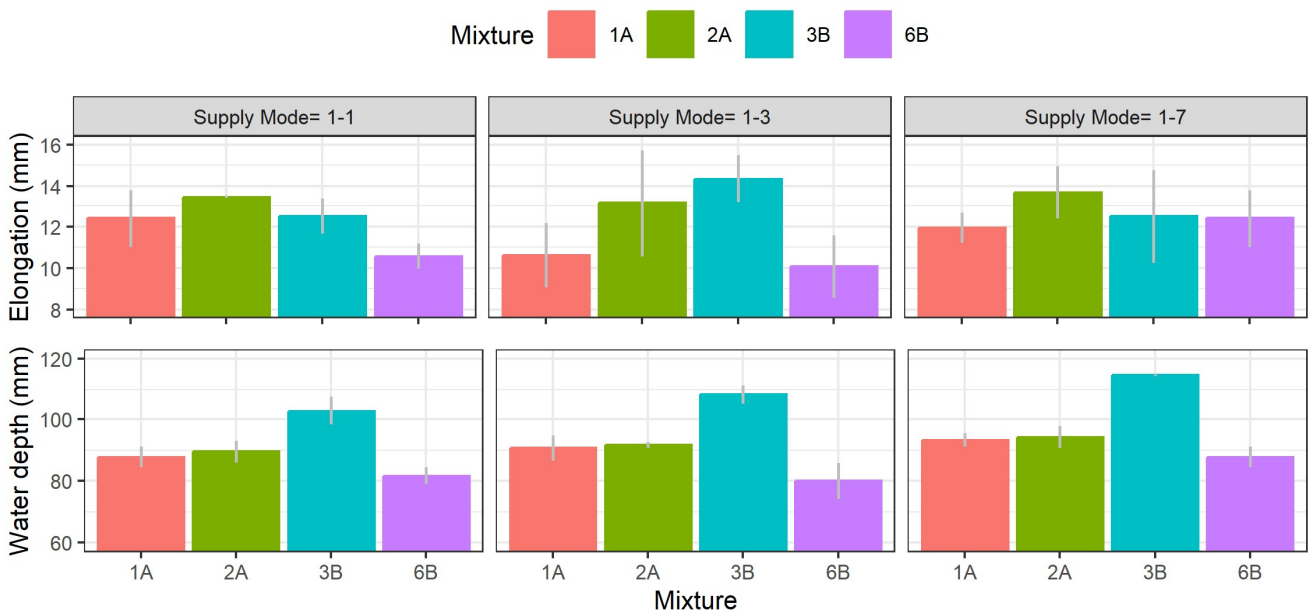 Mixture 1A 2A 3B 6B
Supply Mode= 1-1 Supply Mode= 1-3 Supply Mode= 1-7
Elongation (mm)
16
14
12
10
8
Water depth (mm)
120
100
80
60
1A 2A 3B 6B 1A 2A 3B 6B 1A 2A 3B 6B
Mixture